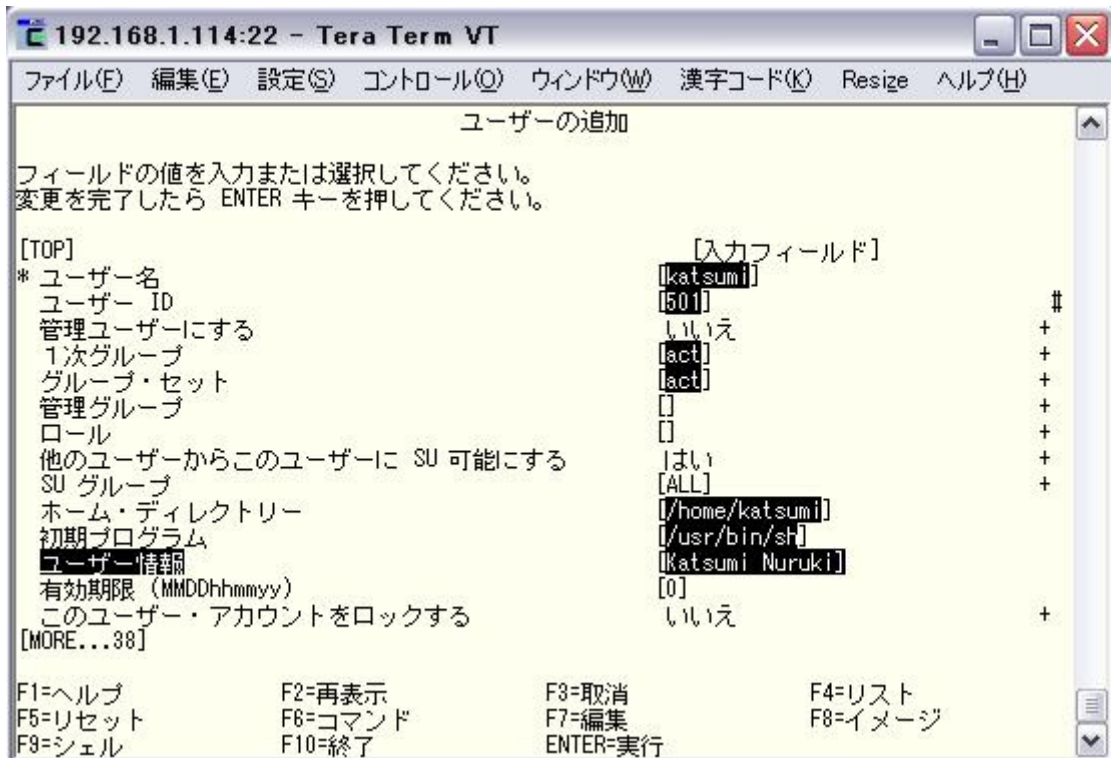 192.168.1.114:22 - Tera Term VT
ファイル(F) 編集(E) 設定(S) コントロール(O) ウィンドウ(W) 漢字コード(K) Resize ヘルプ(H)
ユーザーの追加
フィールドの値を入力または選択してください。
変更を完了したら ENTER キーを押してください。
[TOP] [入力フィールド]
* ユーザー名 [katsumi]
ユーザー ID [501] #
管理ユーザーにする いいえ +
1次グループ [act] +
グループ・セット [act] +
管理グループ [] +
ロール [] +
他のユーザーからこのユーザーに SU 可能にする はい +
SU グループ [ALL] +
ホーム・ディレクトリー [/home/katsumi]
初期プログラム [/usr/bin/sh]
ユーザー情報 [Katsumi Nuruki]
有効期限 (MMDDhhmmyy) [0]
このユーザー・アカウントをロックする いいえ +
[MORE...38]
F1=ヘルプ F2=再表示 F3=取消 F4=リスト
F5=リセット F6=コマンド F7=編集 F8=イメージ
F9=シェル F10=終了 ENTER=実行